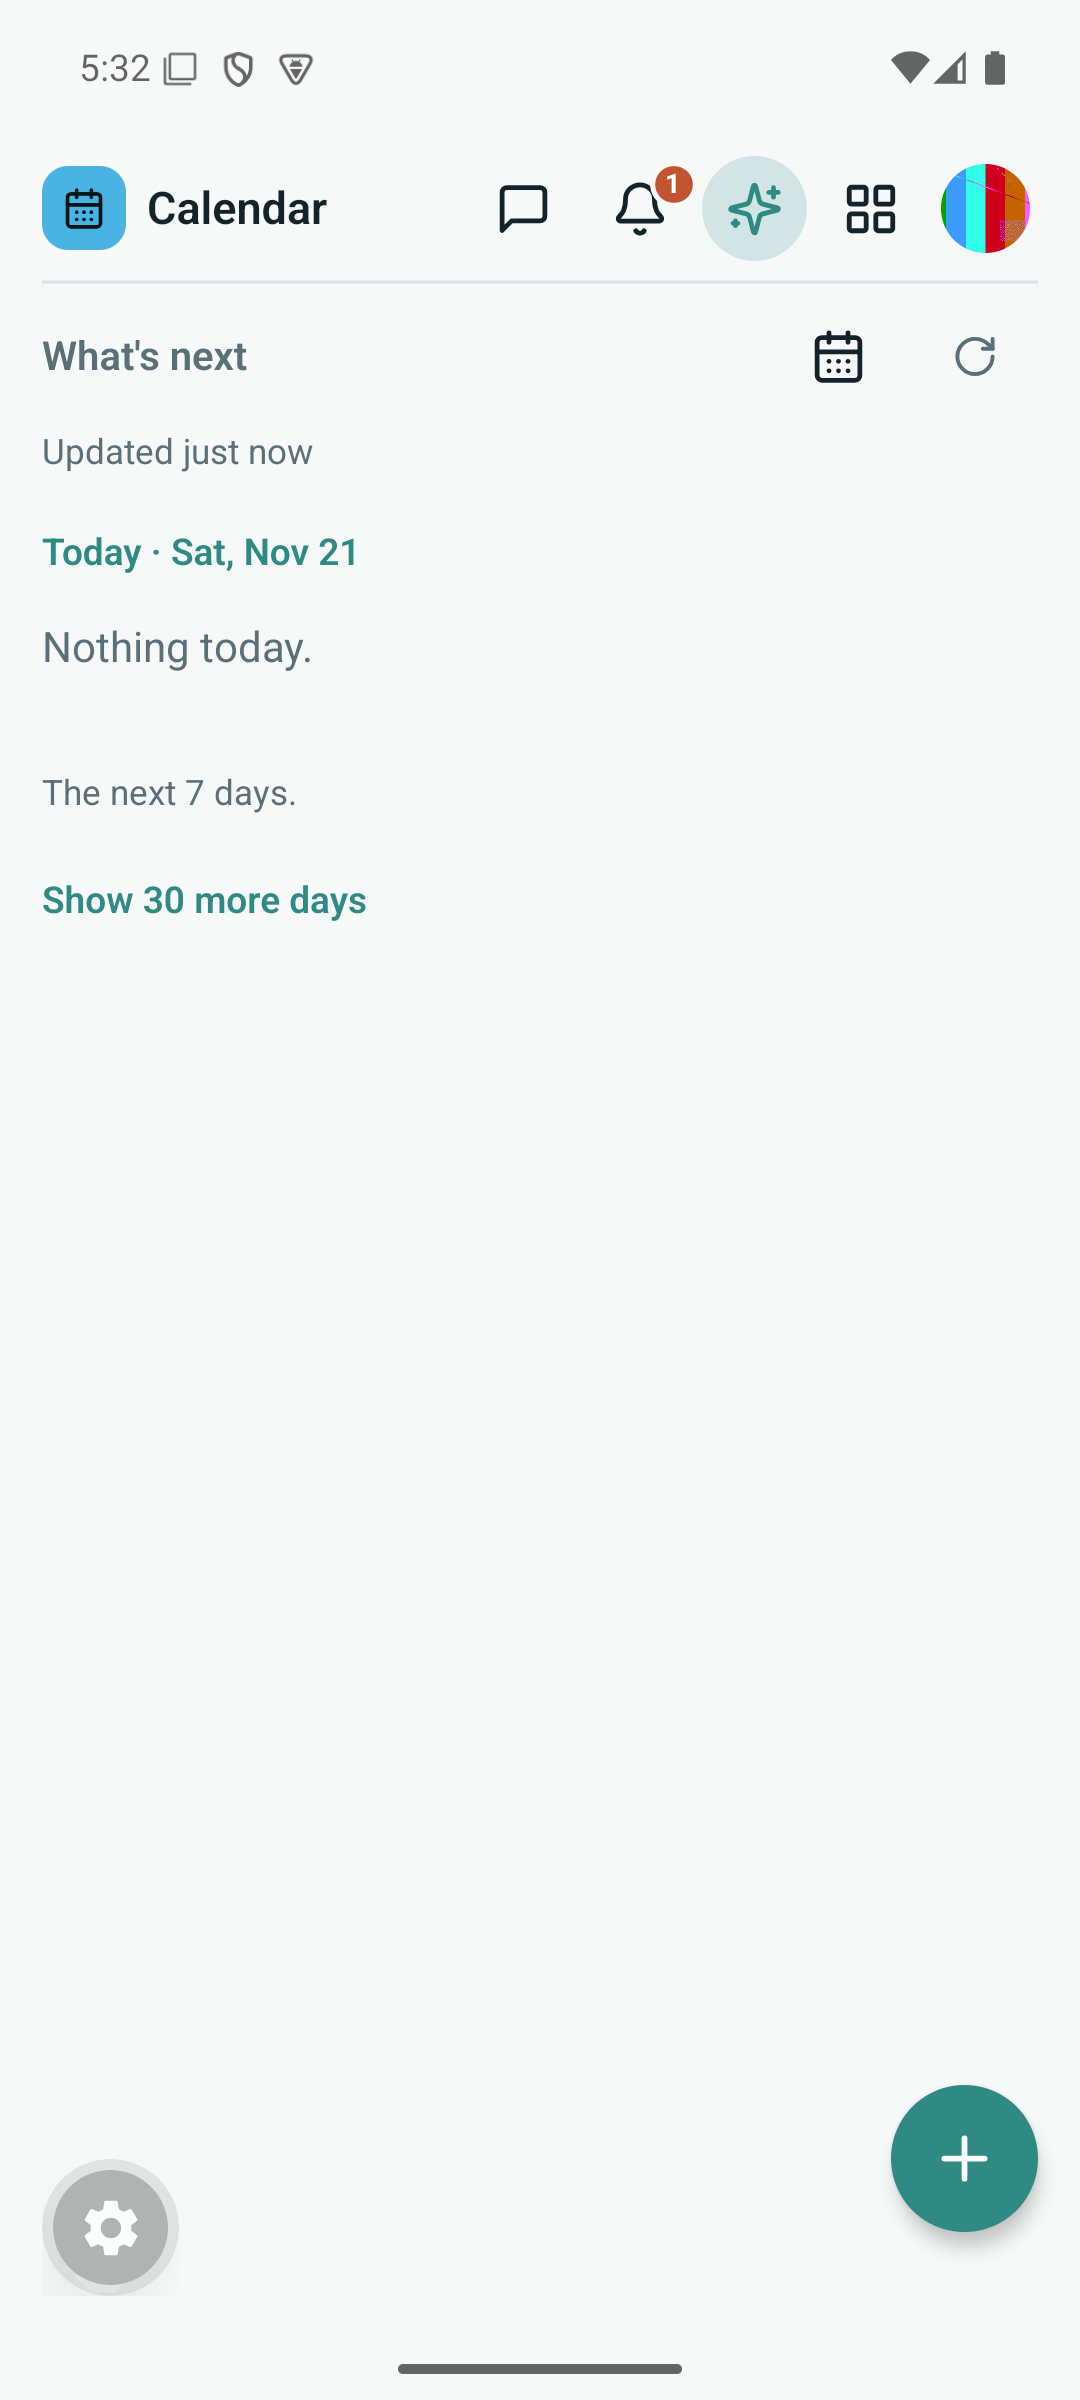 5:32
Calendar
1
What's next
Updated just now
Today · Sat, Nov 21
Nothing today.
The next 7 days.
Show 30 more days